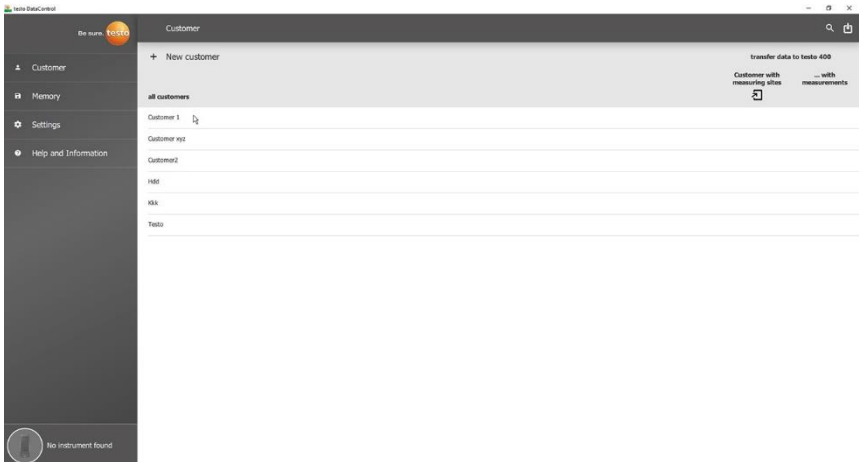 testo DataControl
Be sure. testo
Customer
Customer
Memory
Settings
Help and Information
No instrument found
+ New customer
transfer data to testo 400
Customer with
measuring sites
... with
measurements
all customers
Customer 1
Customer xyz
Customer2
Hdd
Kkk
Testo